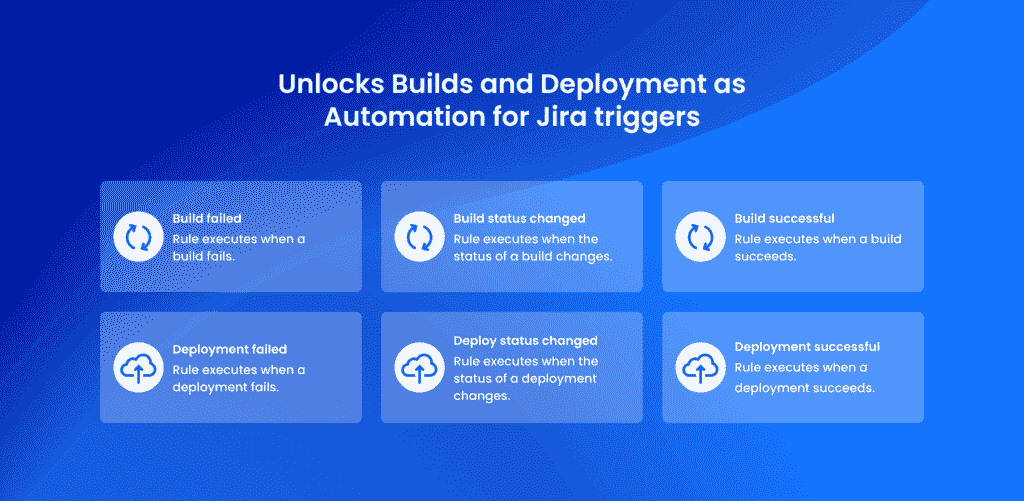 Unlocks Builds and Deployment as
Automation for Jira triggers
Build failed
Rule executes when a
build fails.
Build status changed
Rule executes when the
status of a build changes.
Build successful
Rule executes when a build
succeeds.
Deployment failed
Rule executes when a
deployment fails.
Deploy status changed
Rule executes when the
status of a deployment
changes.
Deployment successful
Rule executes when a
deployment succeeds.